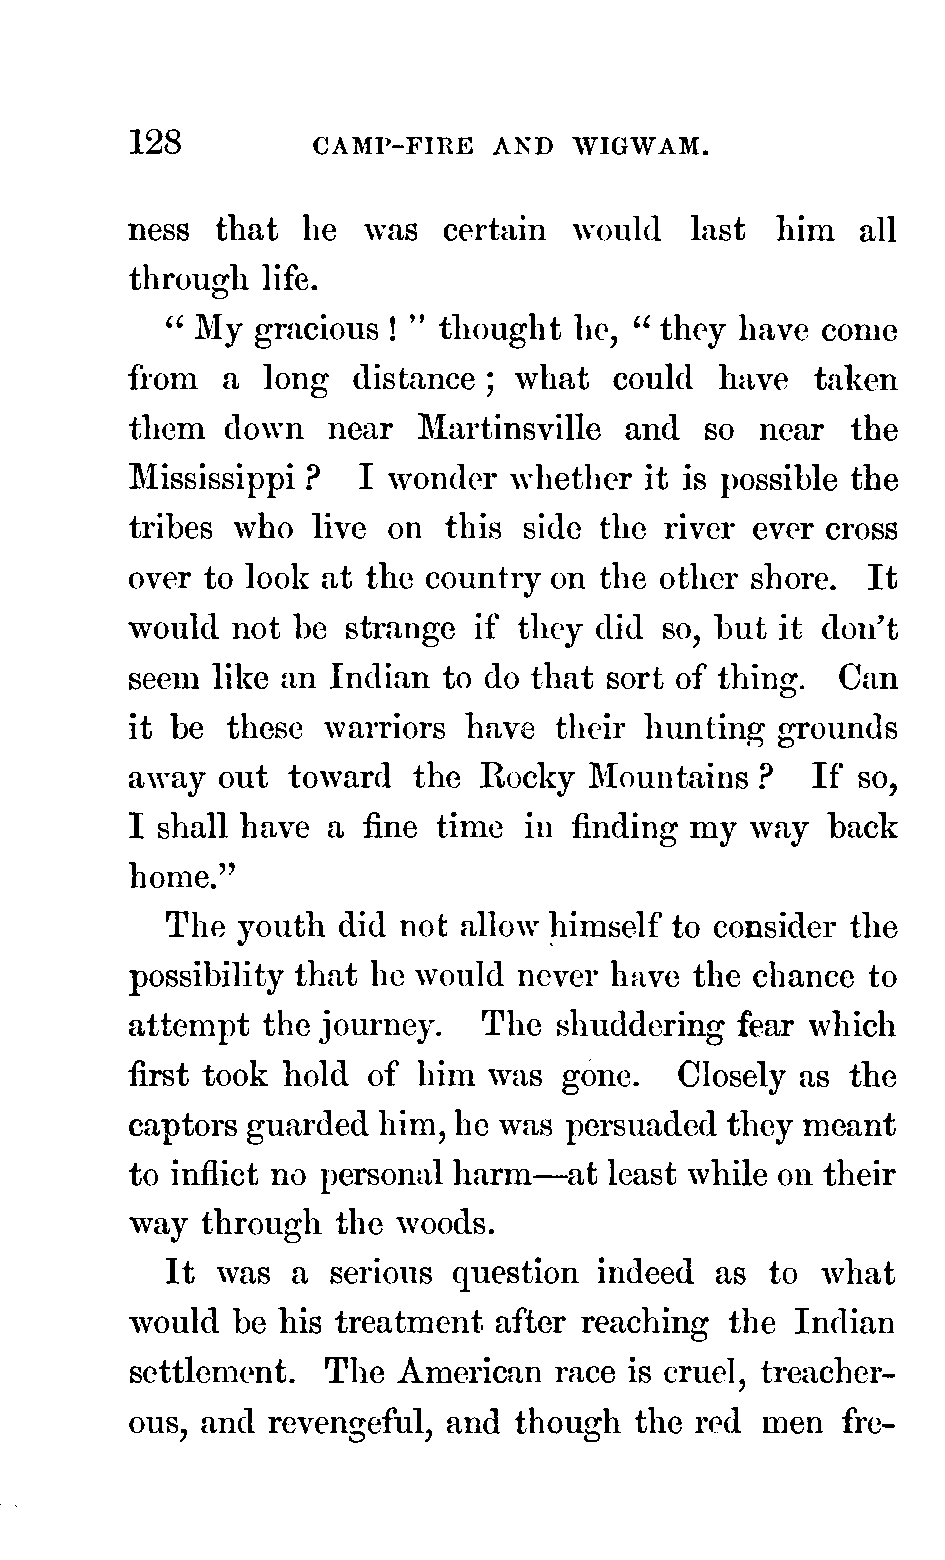 128 CAMP-FIRE AND WIGWAM.
ness that he was certain would last him all
through life.
“ My gracious ! ” thought he, “ they have come
from a long distance ; what could have taken
them down near Martinsville and so near the
Mississippi ? I wonder whether it is possible the
tribes who live on this side the river ever cross
over to look at the country on the other shore. It
would not be strange if they did so, but it don’t
seem like an Indian to do that sort of thing. Can
it be these warriors have their hunting grounds
away out toward the Rocky Mountains ? If so,
I shall have a fine time in finding my way back
home.”
The youth did not allow himself to consider the
possibility that he would never have the chance to
attempt the journey. The shuddering fear which
first took hold of him was gone. Closely as the
captors guarded him, he was persuaded they meant
to inflict no personal harm—at least while on their
way through the woods.
It was a serious question indeed as to what
would be his treatment after reaching the Indian
settlement. The American race is cruel, treacher-
ous, and revengeful, and though the red men fre-